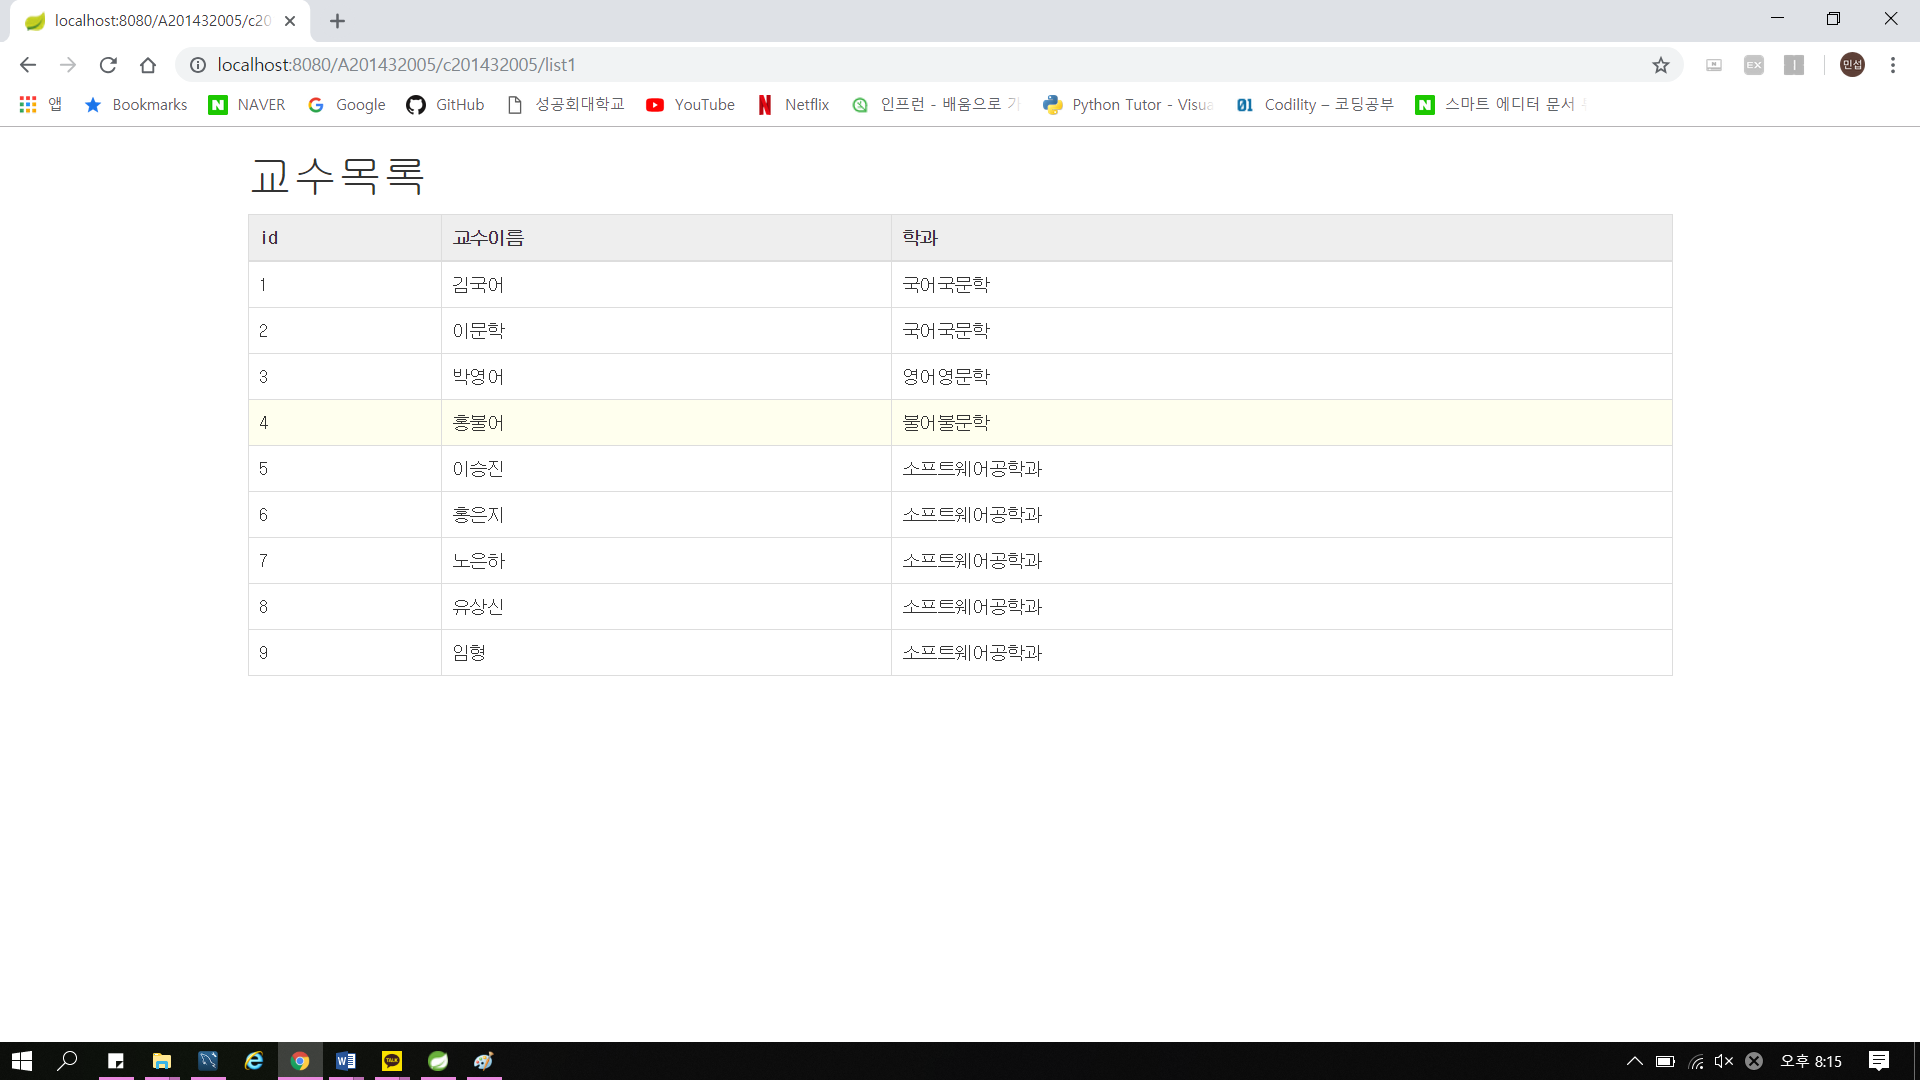 localhost:8080/A201432005/c20
localhost:8080/A201432005/c201432005/list1
EX
민섭
앱 Bookmarks NAVER Google GitHub 성공회대학교 YouTube Netflix 인프런 - 배움으로 Python Tutor - Visua Codility – 코딩공부 스마트 에디터 문서
교수목록
id 교수이름 학과
1 김국어 국어국문학
2 이문학 국어국문학
3 박영어 영어영문학
4 홍불어 불어불문학
5 이승진 소프트웨어공학과
6 홍은지 소프트웨어공학과
7 노은하 소프트웨어공학과
8 유상신 소프트웨어공학과
9 임형 소프트웨어공학과
TALK
오후 8:15